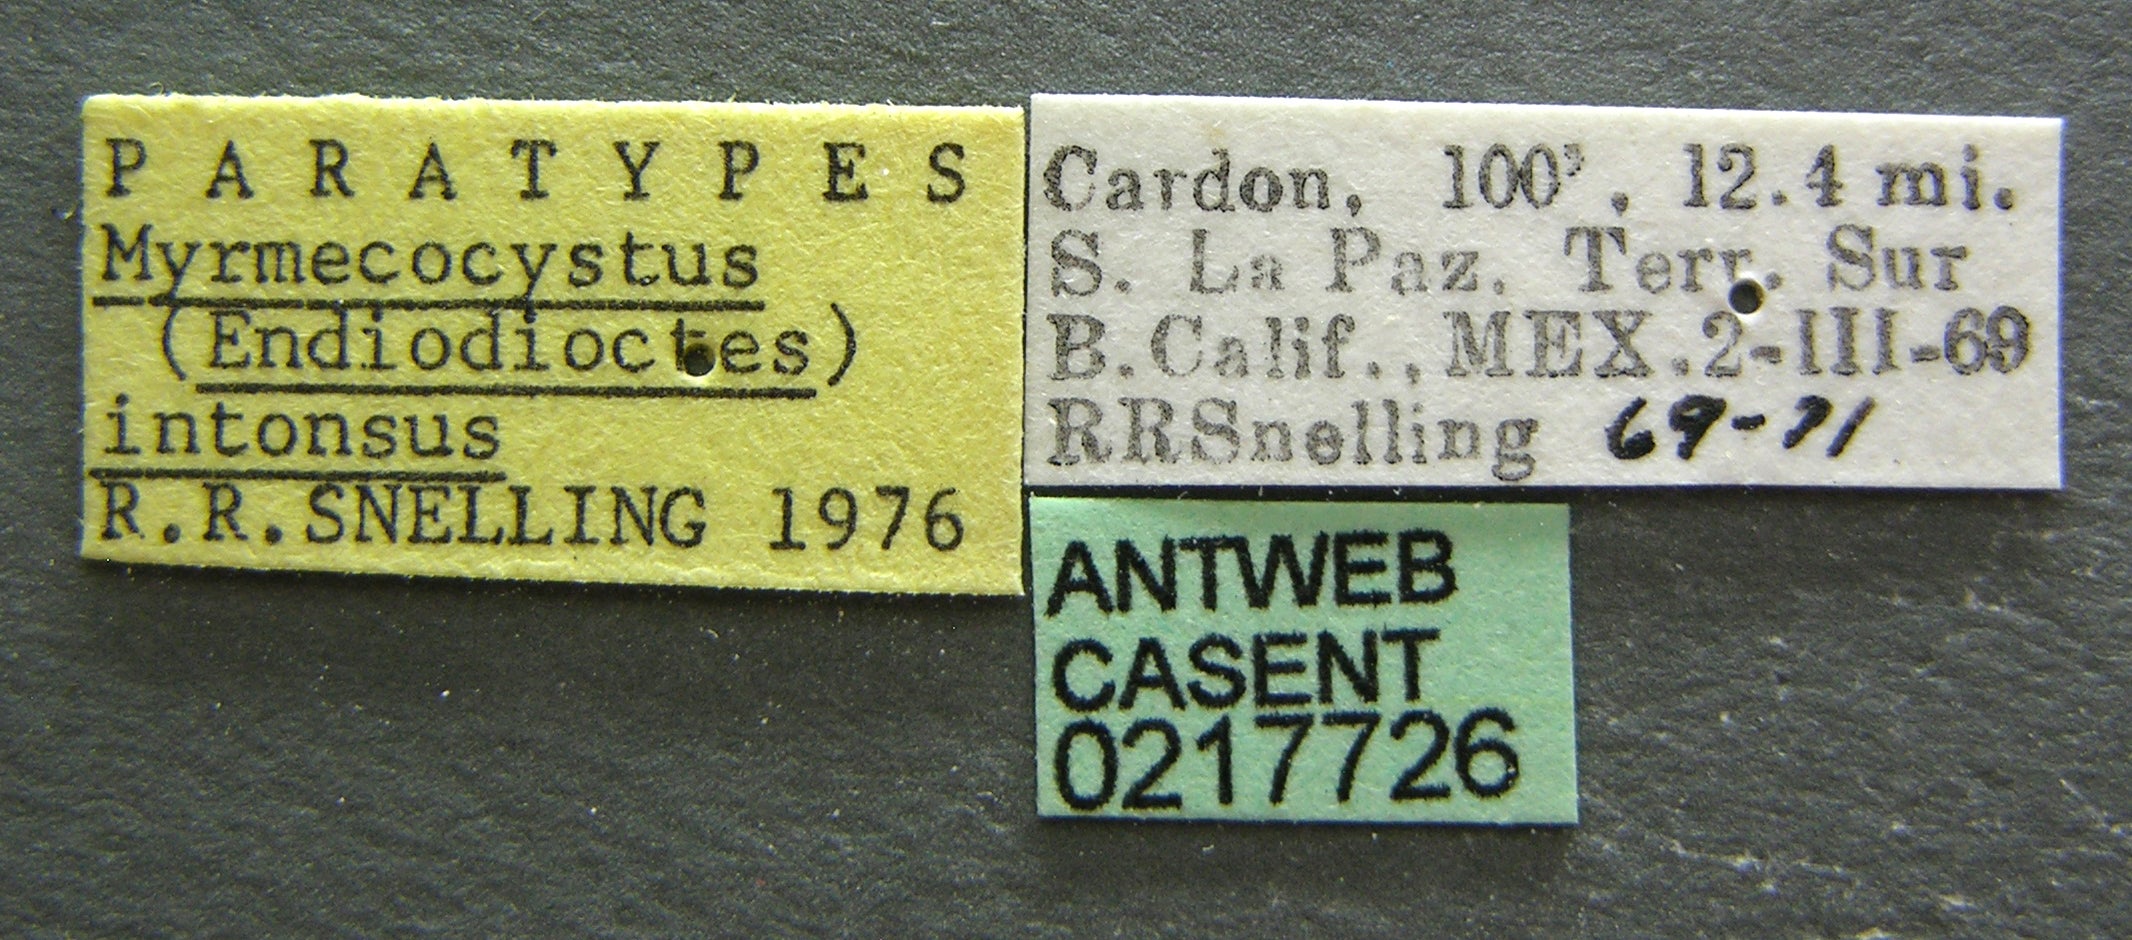 P A R A T Y P E S
Myrmecocystus
(Endiodioctes)
intonsus
R.R.SNELLING 1976
Cardon, 100', 12.4 mi.
S. La Paz, Terr. Sur
B.Calif., MEX.2-III-69
RRSnelling 69-71
ANTWEB
CASENT
0217726